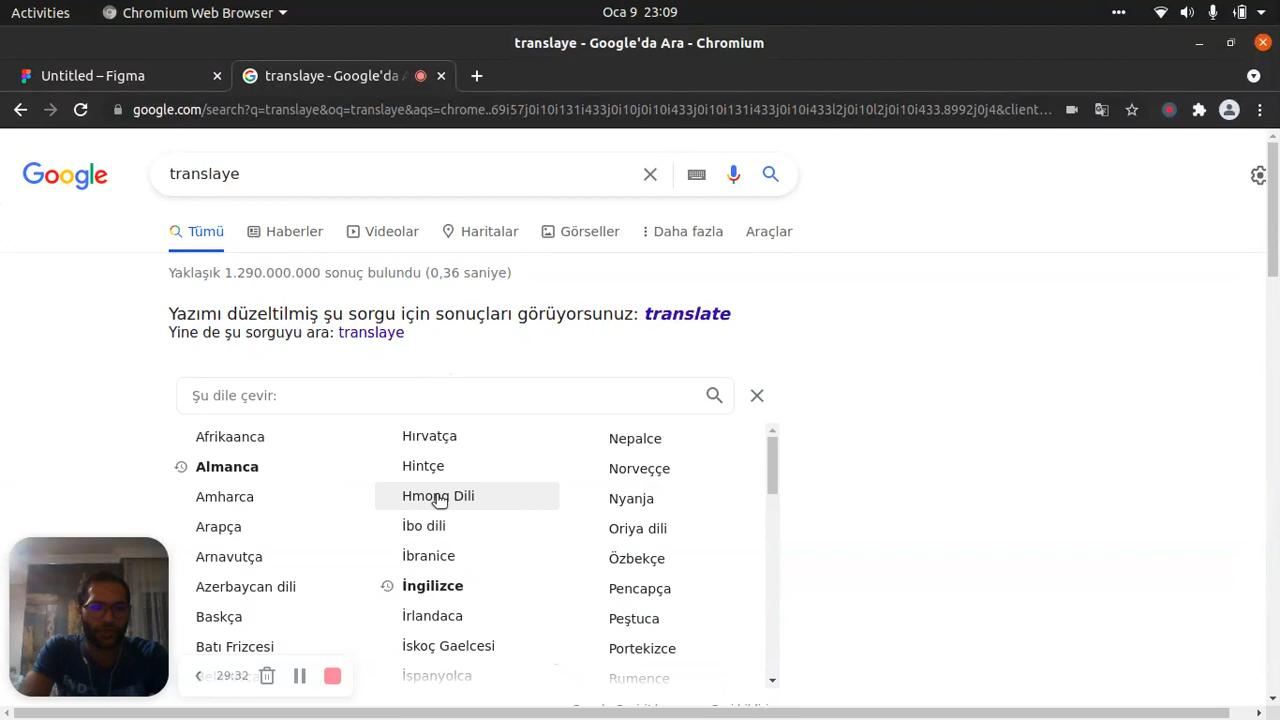 Activities
Chromium Web Browser
Oca 9 23:09
translaye - Google'da Ara - Chromium
Untitled – Figma
translaye - Google'da A
google.com/search?q=translaye&oq=translaye&aqs=chrome..69i57j0i10i131i433j0i10j0i10i433j0i10i131i433j0i10i433l2j0i10l2j0i10i433.8992j0j4&client...
Google
translaye
Tümü
Haberler
Videolar
Haritalar
Görseller
Daha fazla
Araçlar
Yaklaşık 1.290.000.000 sonuç bulundu (0,36 saniye)
Yazımı düzeltilmiş şu sorgu için sonuçları görüyorsunuz: translate
Yine de şu sorguyu ara: translaye
Şu dile çevir:
Afrikaanca
Almanca
Amharca
Arapça
Arnavutça
Azerbaycan dili
Baskça
Batı Frizcesi
Hırvatça
Hintçe
Hmong Dili
İbo dili
İbranice
İngilizce
İrlandaca
İskoç Gaelcesi
İspanyolca
Nepalce
Norveççe
Nyanja
Oriya dili
Özbekçe
Pencapça
Peştuca
Portekizce
Rumence
29:32